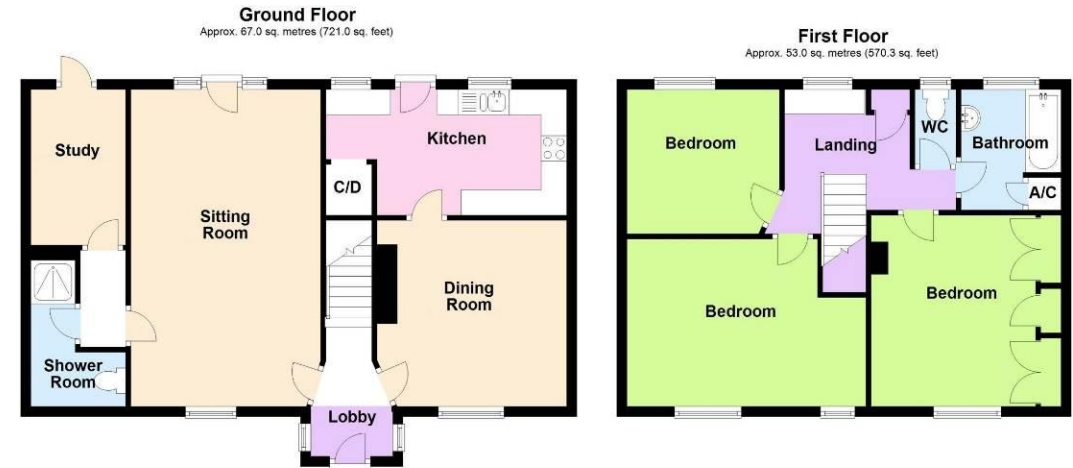 Ground Floor
Approx. 67.0 sq. metres (721.0 sq. feet)
Study
Sitting
Room
Kitchen
C/D
Dining
Room
Shower
Room
Lobby
First Floor
Approx. 53.0 sq. metres (570.3 sq. feet)
Bedroom
Landing
WC
Bathroom
A/C
Bedroom
Bedroom